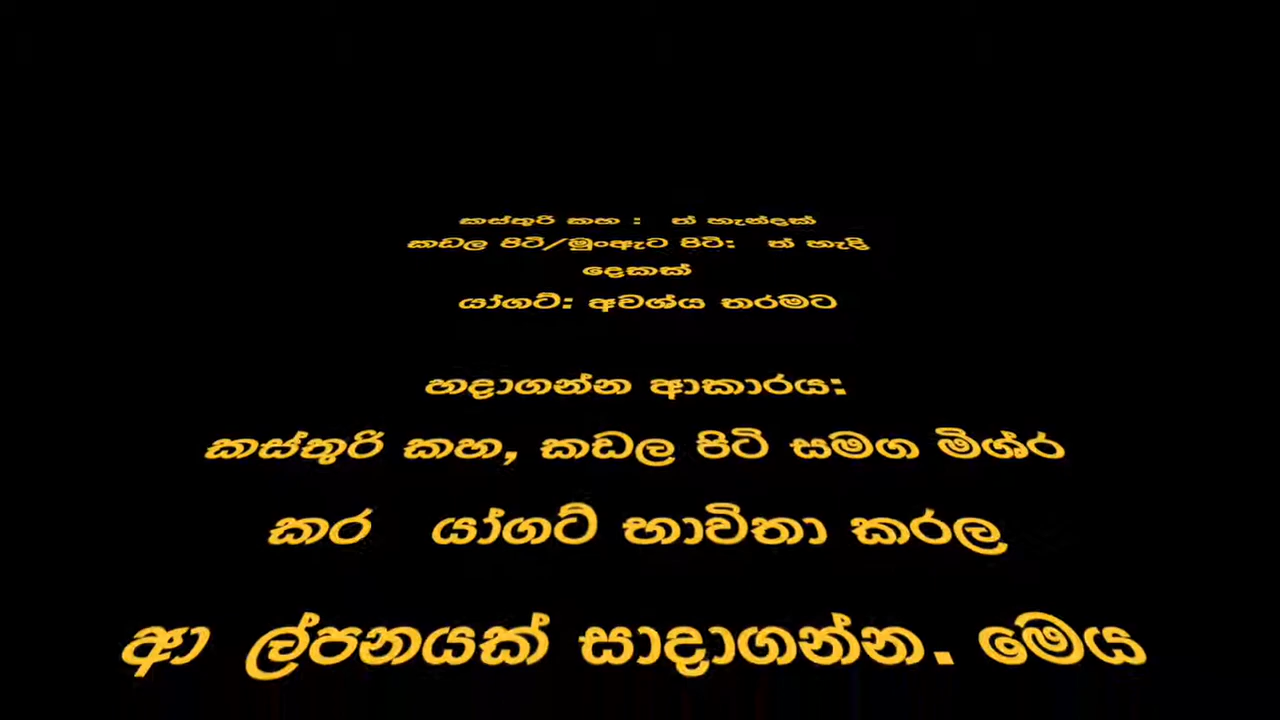 කස්තුරි කහ : ත් හැන්දක්
කඩල පිටි/මුංඇට පිටි: ත් හැදි
දෙකක්
යා්ගට්: අවශ්ය තරමට
හදාගන්න ආකාරය:
කස්තුරි කහ, කඩල පිටි සමග මිශ්ර
කර යා්ගට් භාවිතා කරල
ආ ල්පනයක් සාදාගන්න. මෙය